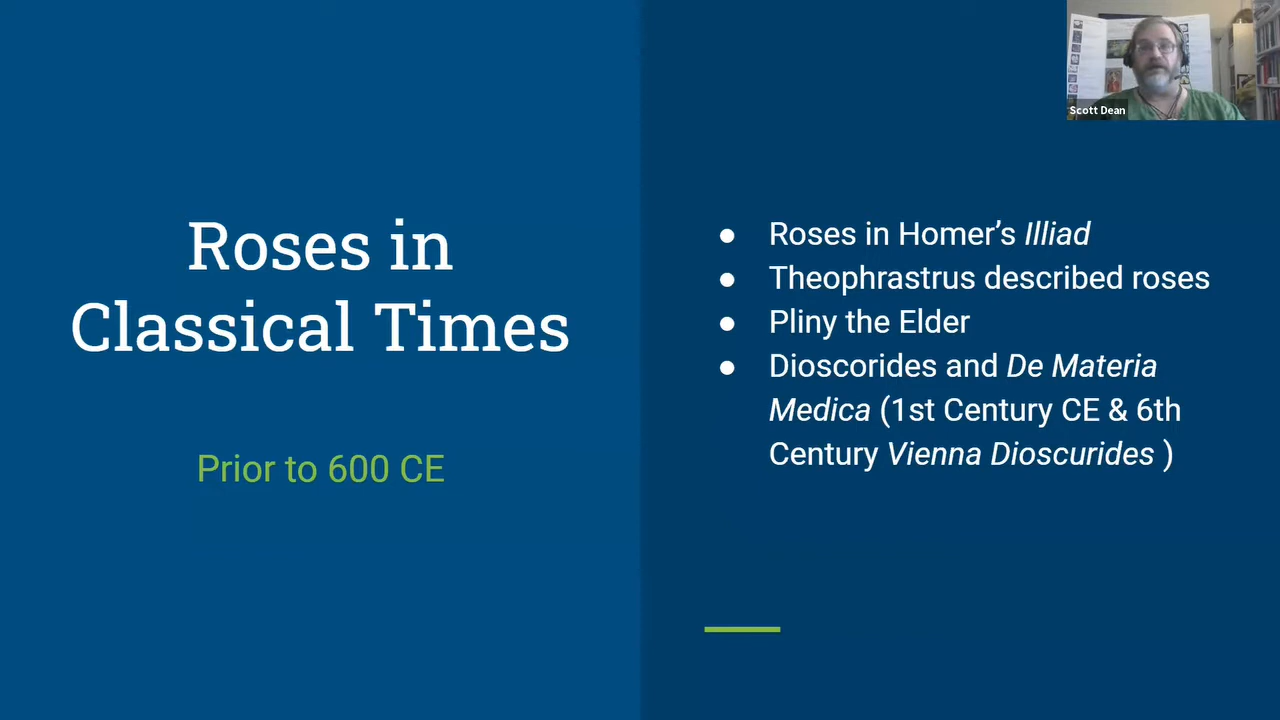 Roses in
Classical Times
Prior to 600 CE
● Roses in Homer’s Illiad
● Theophrastrus described roses
● Pliny the Elder
● Dioscorides and De Materia
Medica (1st Century CE & 6th
Century Vienna Dioscurides )
Scott Dean